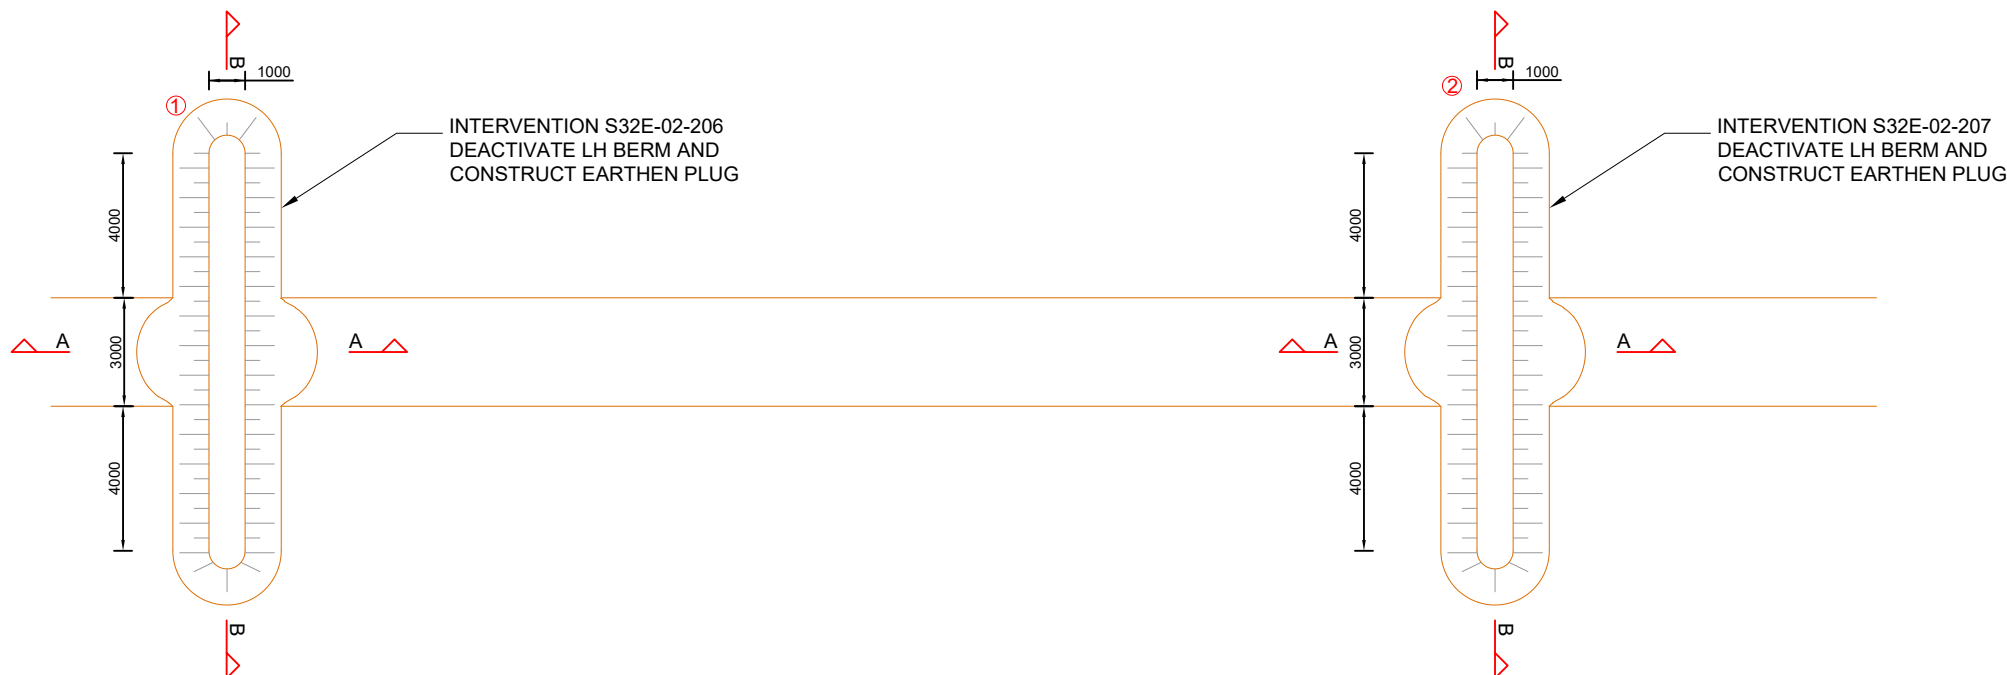 B
1000
①
INTERVENTION S32E-02-206
DEACTIVATE LH BERM AND
CONSTRUCT EARTHEN PLUG
4000
A
3000
A
4000
B
B
1000
②
INTERVENTION S32E-02-207
DEACTIVATE LH BERM AND
CONSTRUCT EARTHEN PLUG
4000
A
3000
A
4000
B